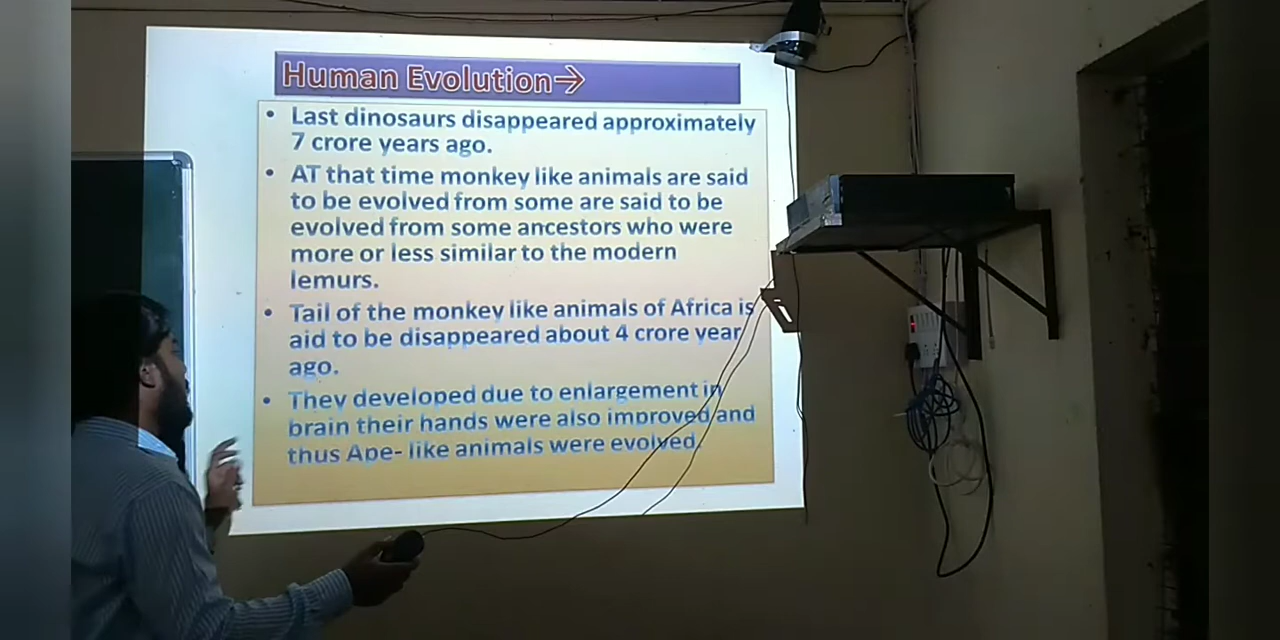 Human Evolution→
• Last dinosaurs disappeared approximately
7 crore years ago.
• AT that time monkey like animals are said
to be evolved from some are said to be
evolved from some ancestors who were
more or less similar to the modern
lemurs.
• Tail of the monkey like animals of Africa is
aid to be disappeared about 4 crore year
ago.
• They developed due to enlargement in
brain their hands were also improved and
thus Ape- like animals were evolved.